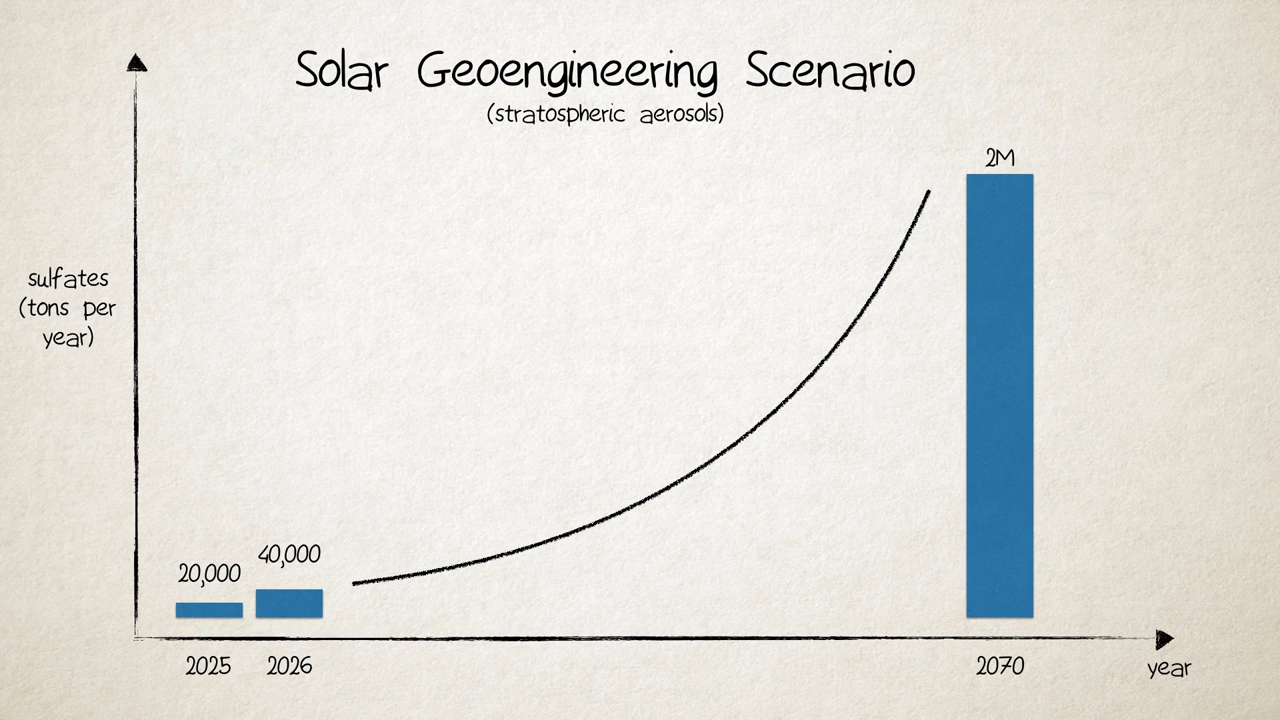 Solar Geoengineering Scenario
(stratospheric aerosols)
2M
sulfates
(tons per
year)
40,000
20,000
2025
2026
2070
year